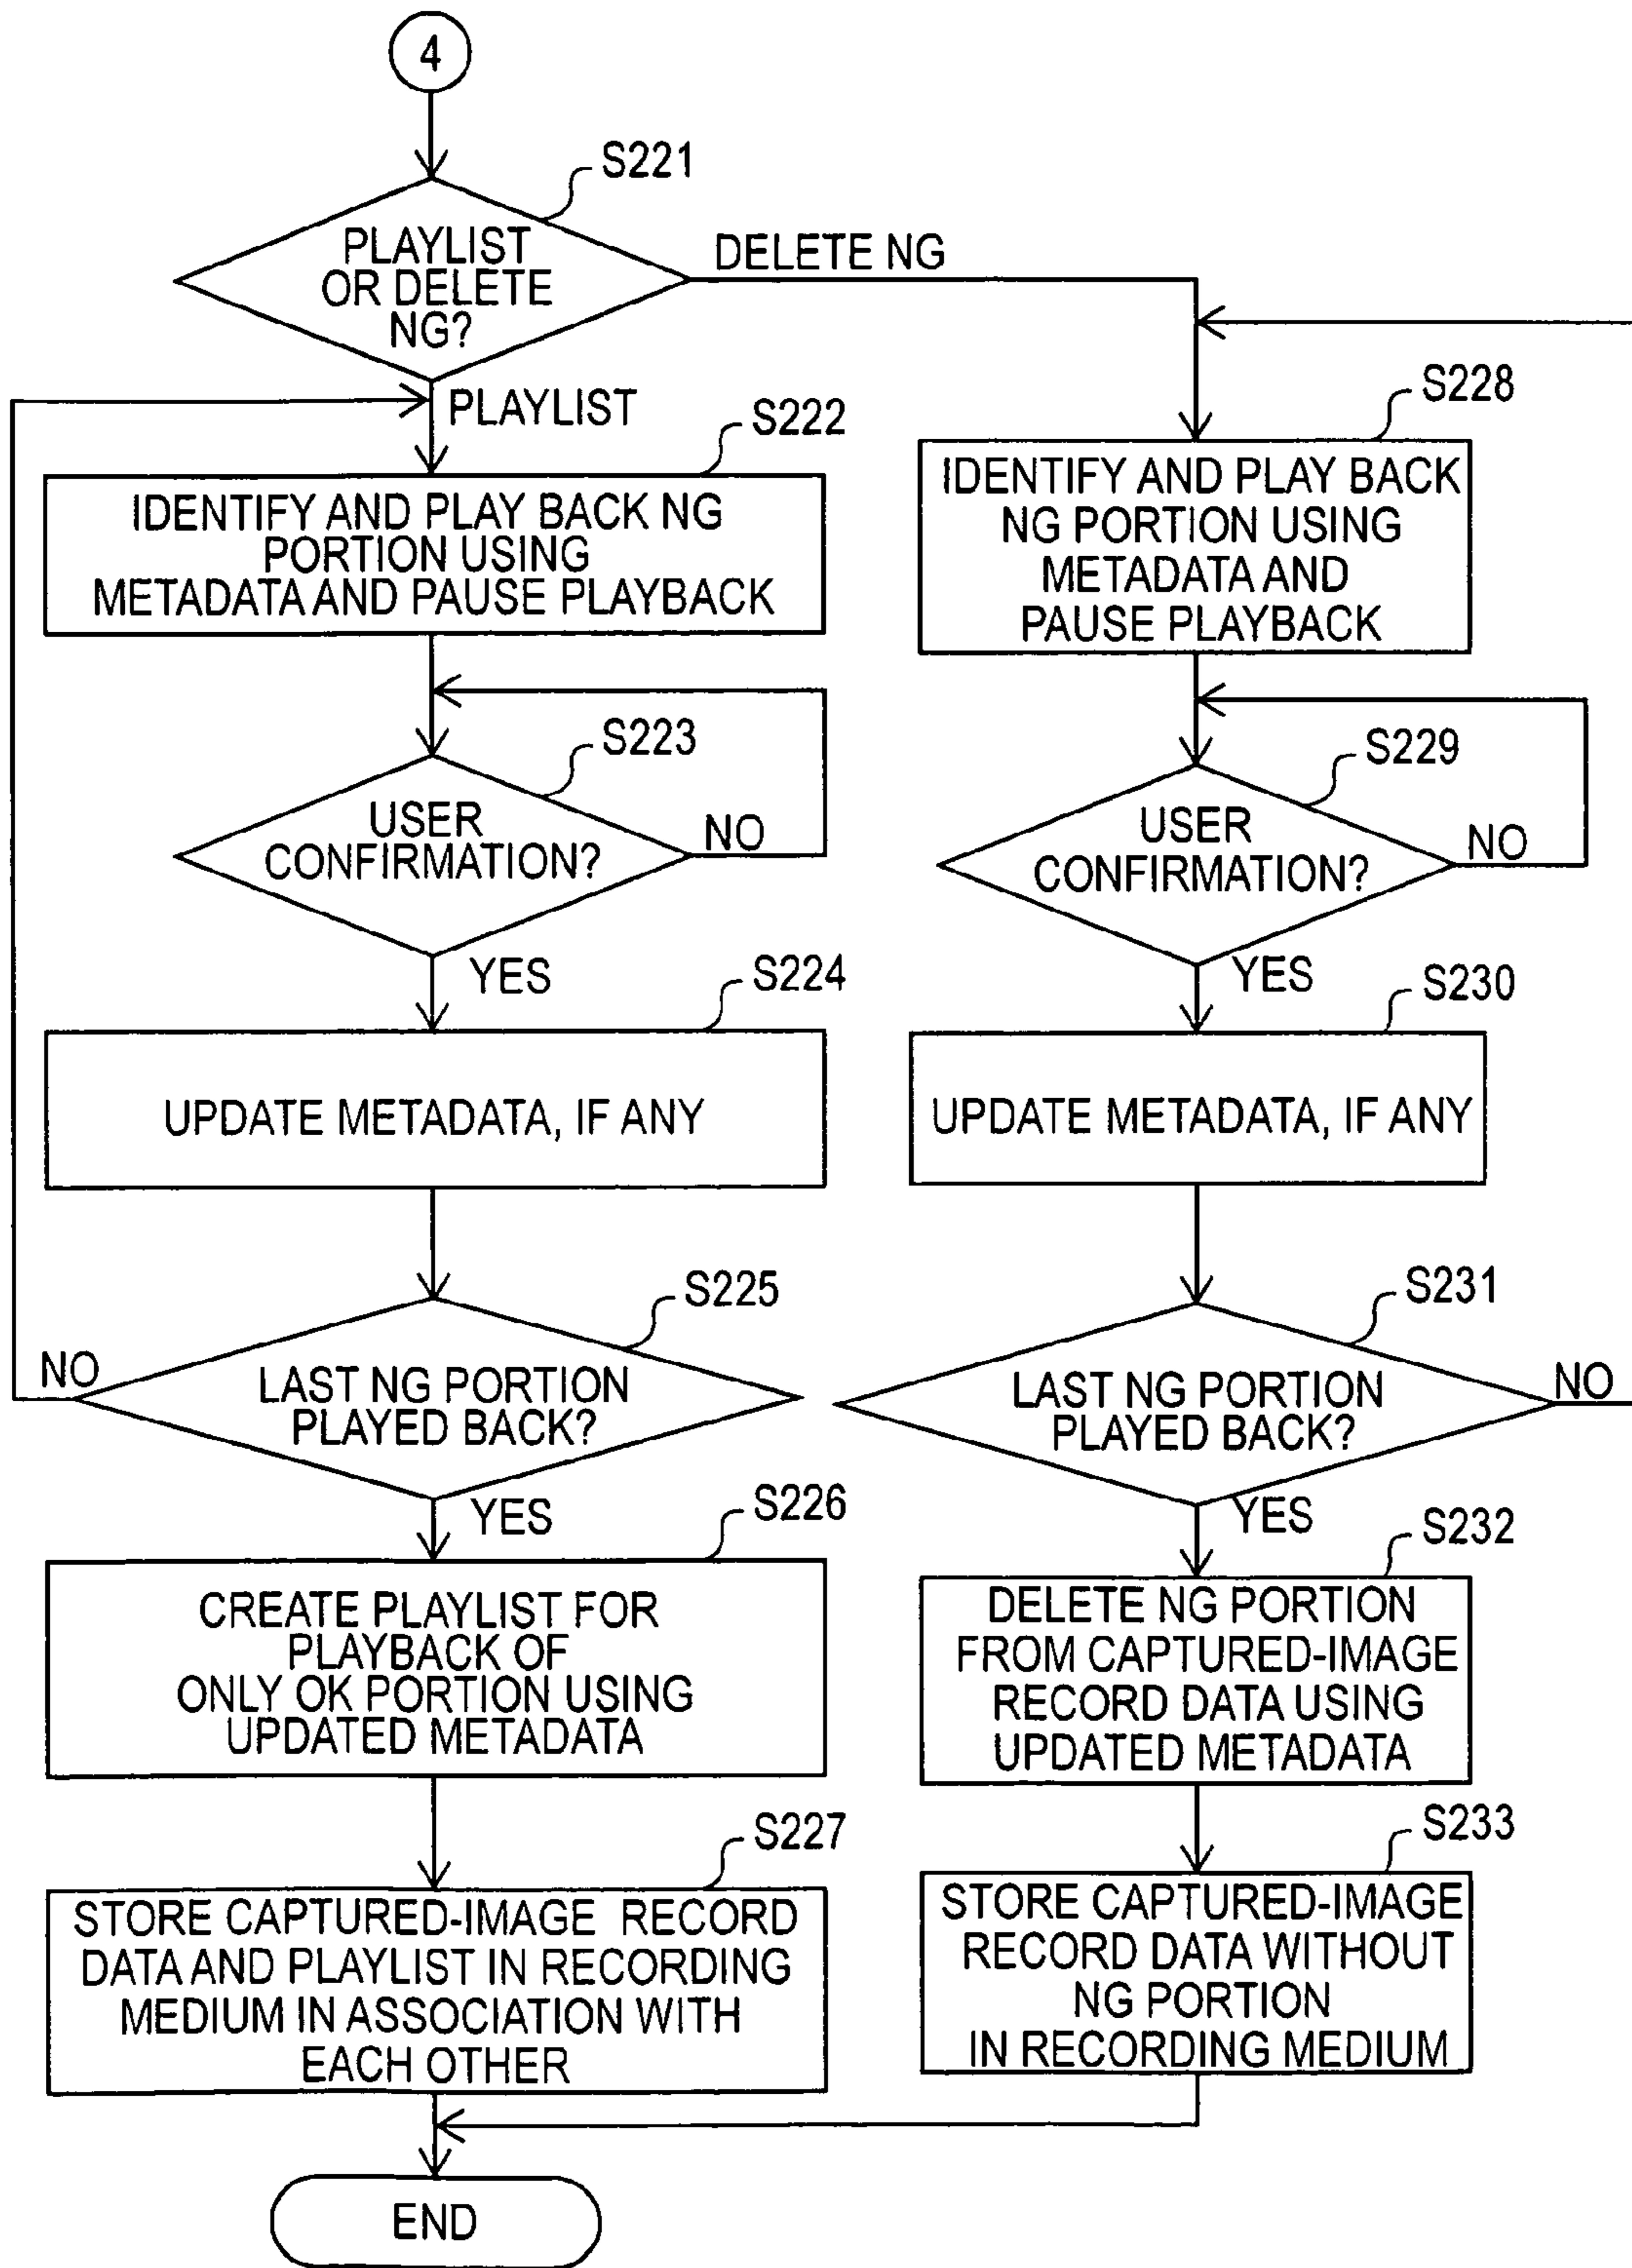 4
S221
PLAYLIST
OR DELETE
NG?
DELETE NG
PLAYLIST
S222
IDENTIFY AND PLAY BACK NG
PORTION USING
METADATA AND PAUSE PLAYBACK
S223
USER
CONFIRMATION?
NO
YES
S224
UPDATE METADATA, IF ANY
S225
NO
LAST NG PORTION
PLAYED BACK?
YES
S226
CREATE PLAYLIST FOR
PLAYBACK OF
ONLY OK PORTION USING
UPDATED METADATA
S227
STORE CAPTURED-IMAGE RECORD
DATA AND PLAYLIST IN RECORDING
MEDIUM IN ASSOCIATION WITH
EACH OTHER
S228
IDENTIFY AND PLAY BACK
NG PORTION USING
METADATA AND
PAUSE PLAYBACK
S229
USER
CONFIRMATION?
NO
YES
S230
UPDATE METADATA, IF ANY
S231
LAST NG PORTION
PLAYED BACK?
NO
YES
S232
DELETE NG PORTION
FROM CAPTURED-IMAGE
RECORD DATA USING
UPDATED METADATA
S233
STORE CAPTURED-IMAGE
RECORD DATA WITHOUT
NG PORTION
IN RECORDING MEDIUM
END